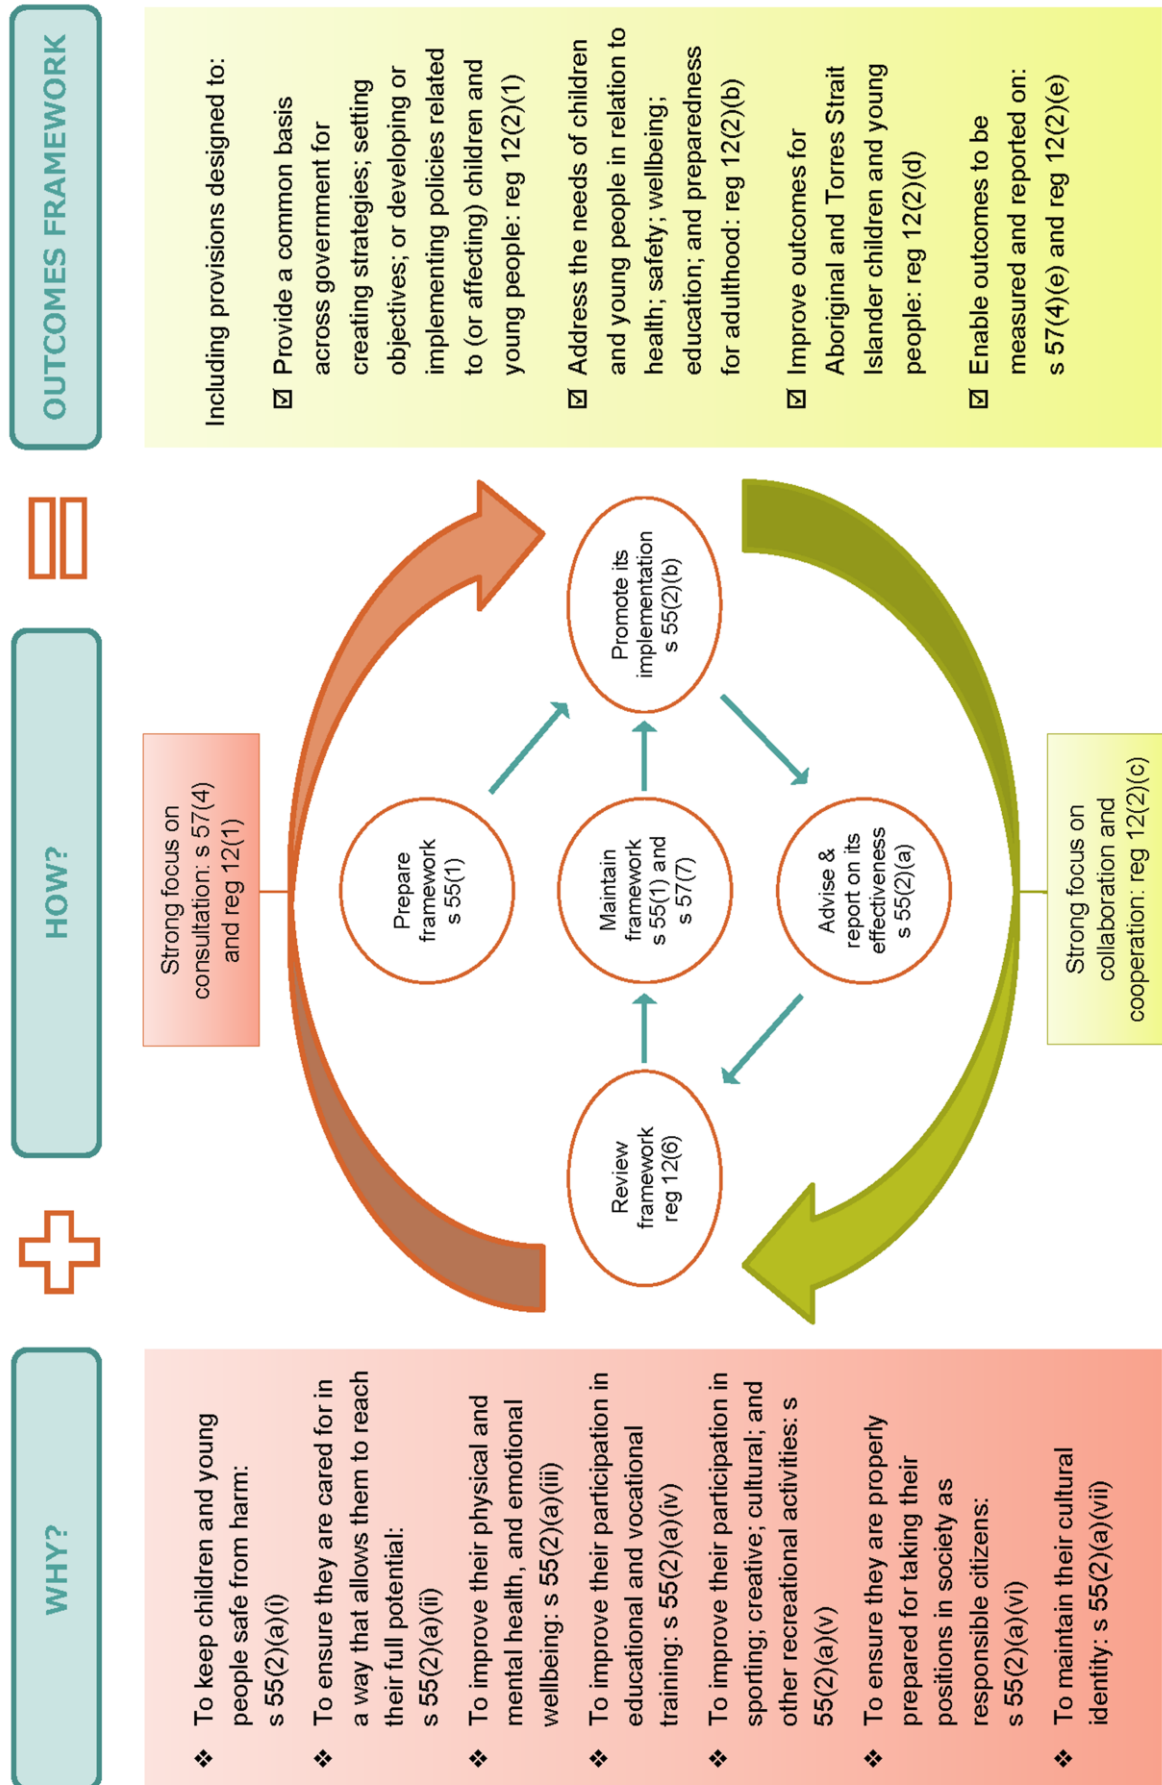 WHY?
❖ To keep children and young
people safe from harm:
s 55(2)(a)(i)
❖ To ensure they are cared for in
a way that allows them to reach
their full potential:
s 55(2)(a)(ii)
❖ To improve their physical and
mental health, and emotional
wellbeing: s 55(2)(a)(iii)
❖ To improve their participation in
educational and vocational
training: s 55(2)(a)(iv)
❖ To improve their participation in
sporting; creative; cultural; and
other recreational activities: s
55(2)(a)(v)
❖ To ensure they are properly
prepared for taking their
positions in society as
responsible citizens:
s 55(2)(a)(vi)
❖ To maintain their cultural
identity: s 55(2)(a)(vii)
HOW?
Strong focus on
consultation: s 57(4)
and reg 12(1)
Prepare
framework
s 55(1)
Review
framework
reg 12(6)
Maintain
framework
s 55(1) and
s 57(7)
Promote its
implementation
s 55(2)(b)
Advise &
report on its
effectiveness
s 55(2)(a)
Strong focus on
collaboration and
cooperation: reg 12(2)(c)
OUTCOMES FRAMEWORK
Including provisions designed to:
☑ Provide a common basis
across government for
creating strategies; setting
objectives; or developing or
implementing policies related
to (or affecting) children and
young people: reg 12(2)(1)
☑ Address the needs of children
and young people in relation to
health; safety; wellbeing;
education; and preparedness
for adulthood: reg 12(2)(b)
☑ Improve outcomes for
Aboriginal and Torres Strait
Islander children and young
people: reg 12(2)(d)
☑ Enable outcomes to be
measured and reported on:
s 57(4)(e) and reg 12(2)(e)